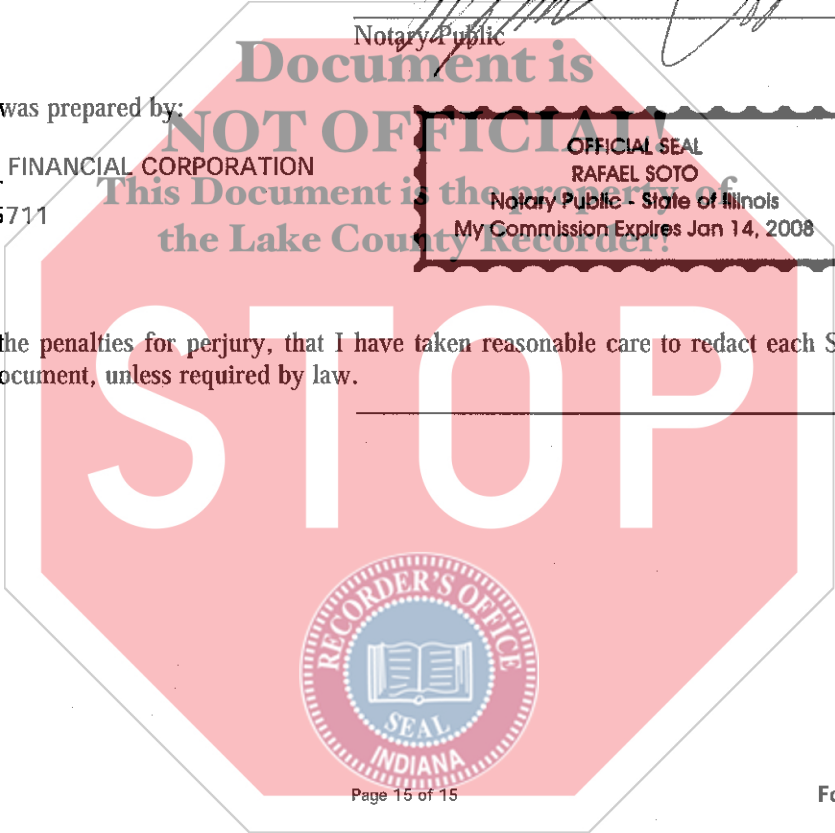 Notary Public
Document is
was prepared by:
NOT OFFICIAL!
FINANCIAL CORPORATION
This Document is the property of
5711
the Lake County Recorder!
OFFICIAL SEAL
RAFAEL SOTO
Notary Public - State of Illinois
My Commission Expires Jan 14, 2008
the penalties for perjury, that I have taken reasonable care to redact each S
ocument, unless required by law.
STOP
RECORDER'S OFFICE
SEAL
INDIANA
Page 15 of 15
Fo